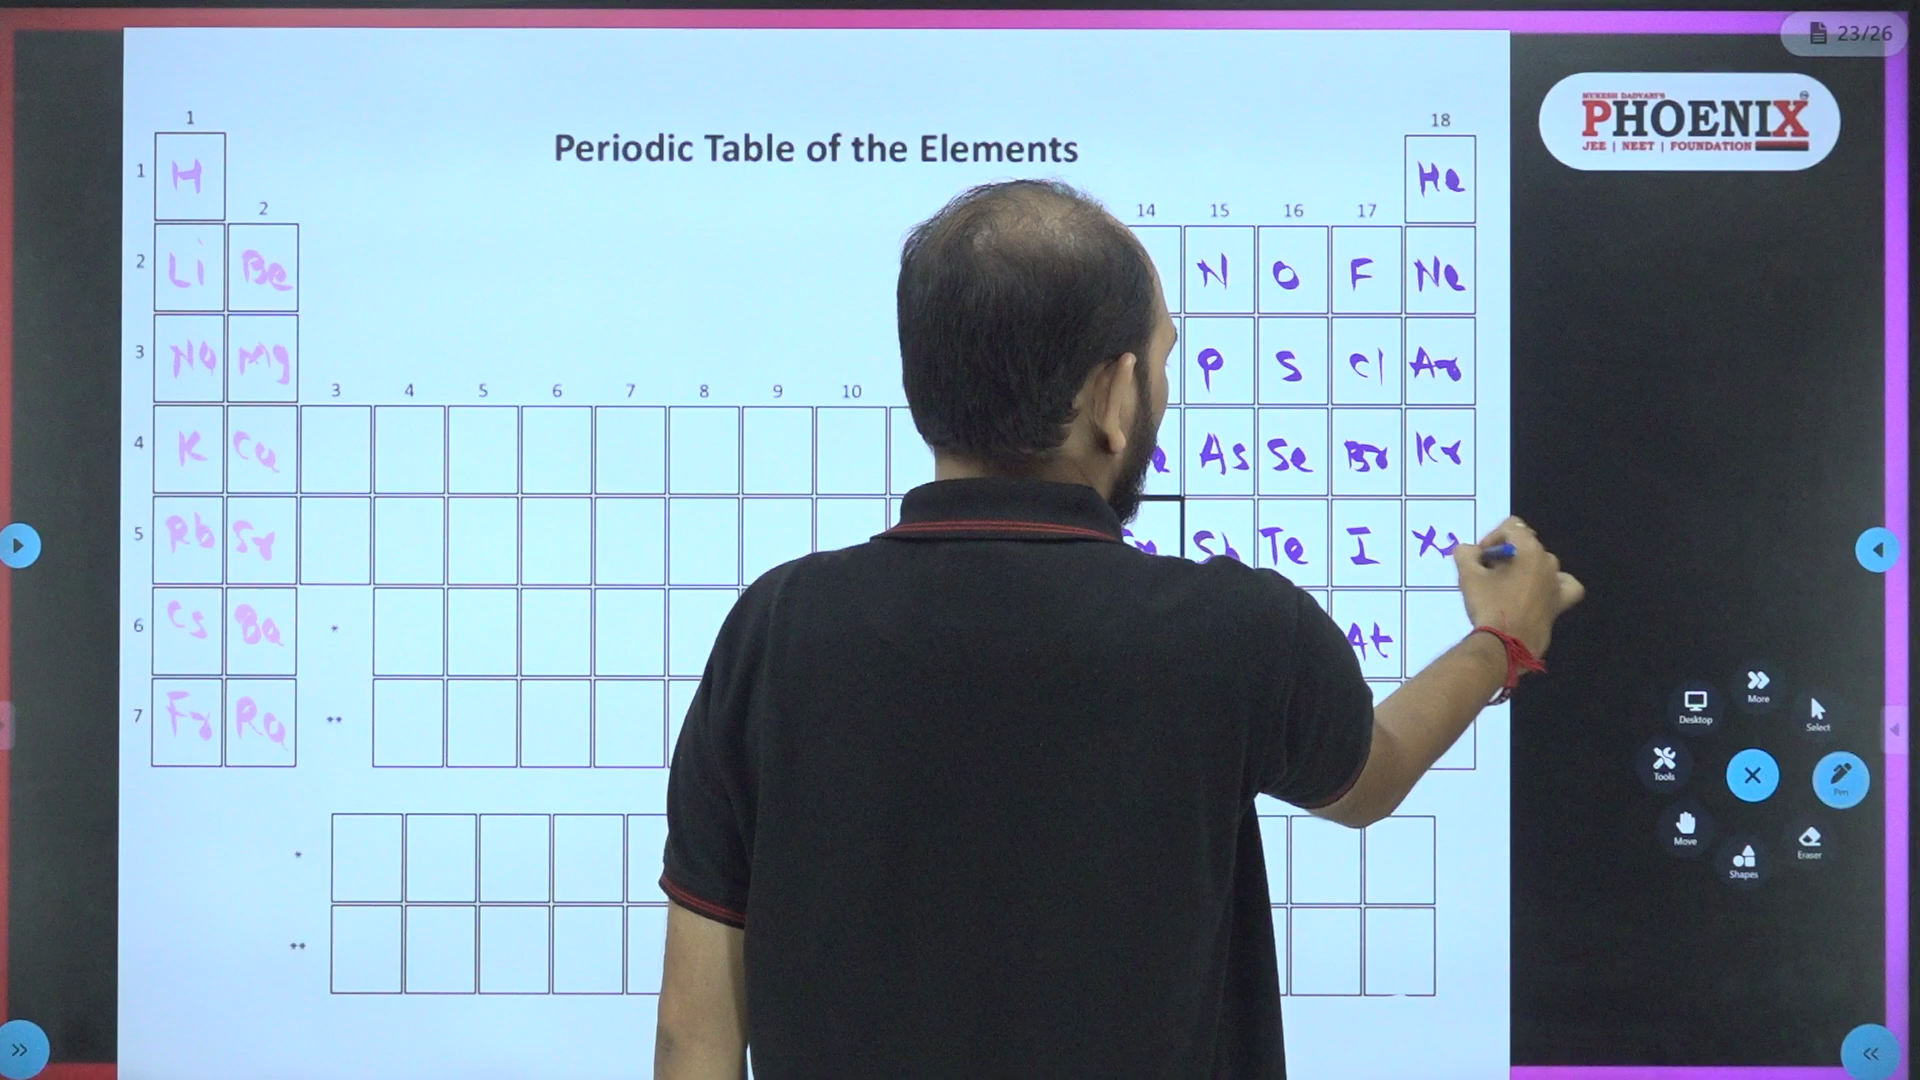 23/26
MUKESH DADVANI'S
PHOENIX
JEE | NEET | FOUNDATION
Periodic Table of the Elements
1 18
1 H He
2 14 15 16 17
2 Li Be N O F Ne
3 Na Mg P S Cl Ar
3 4 5 6 7 8 9 10
4 K Ca As Se Br Kr
5 Rb Sr Sb Te I
6 Cs Ba * At
7 Fr Ra **
*
**
More
Desktop
Select
Tools
Pen
Move
Eraser
Shapes